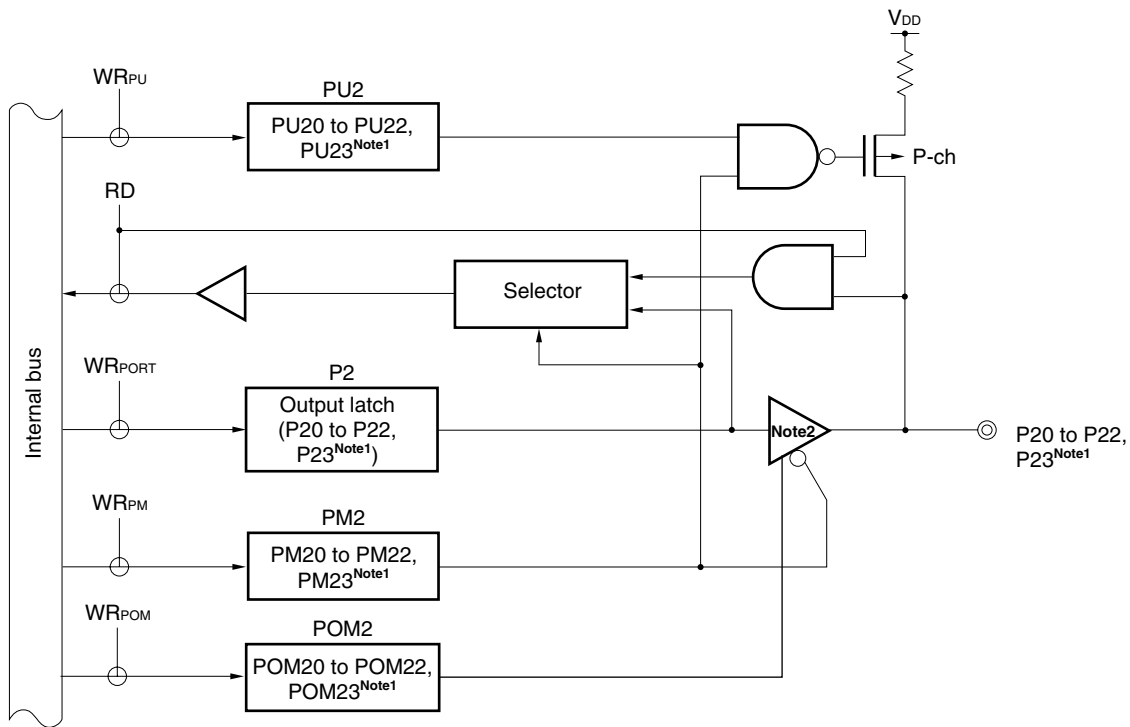 VDD
WRPU
PU2
PU20 to PU22,
PU23Note1
P-ch
RD
Selector
Internal bus
WRPORT
P2
Output latch
(P20 to P22,
P23Note1)
Note2
P20 to P22,
P23Note1
WRPM
PM2
PM20 to PM22,
PM23Note1
WRPOM
POM2
POM20 to POM22,
POM23Note1